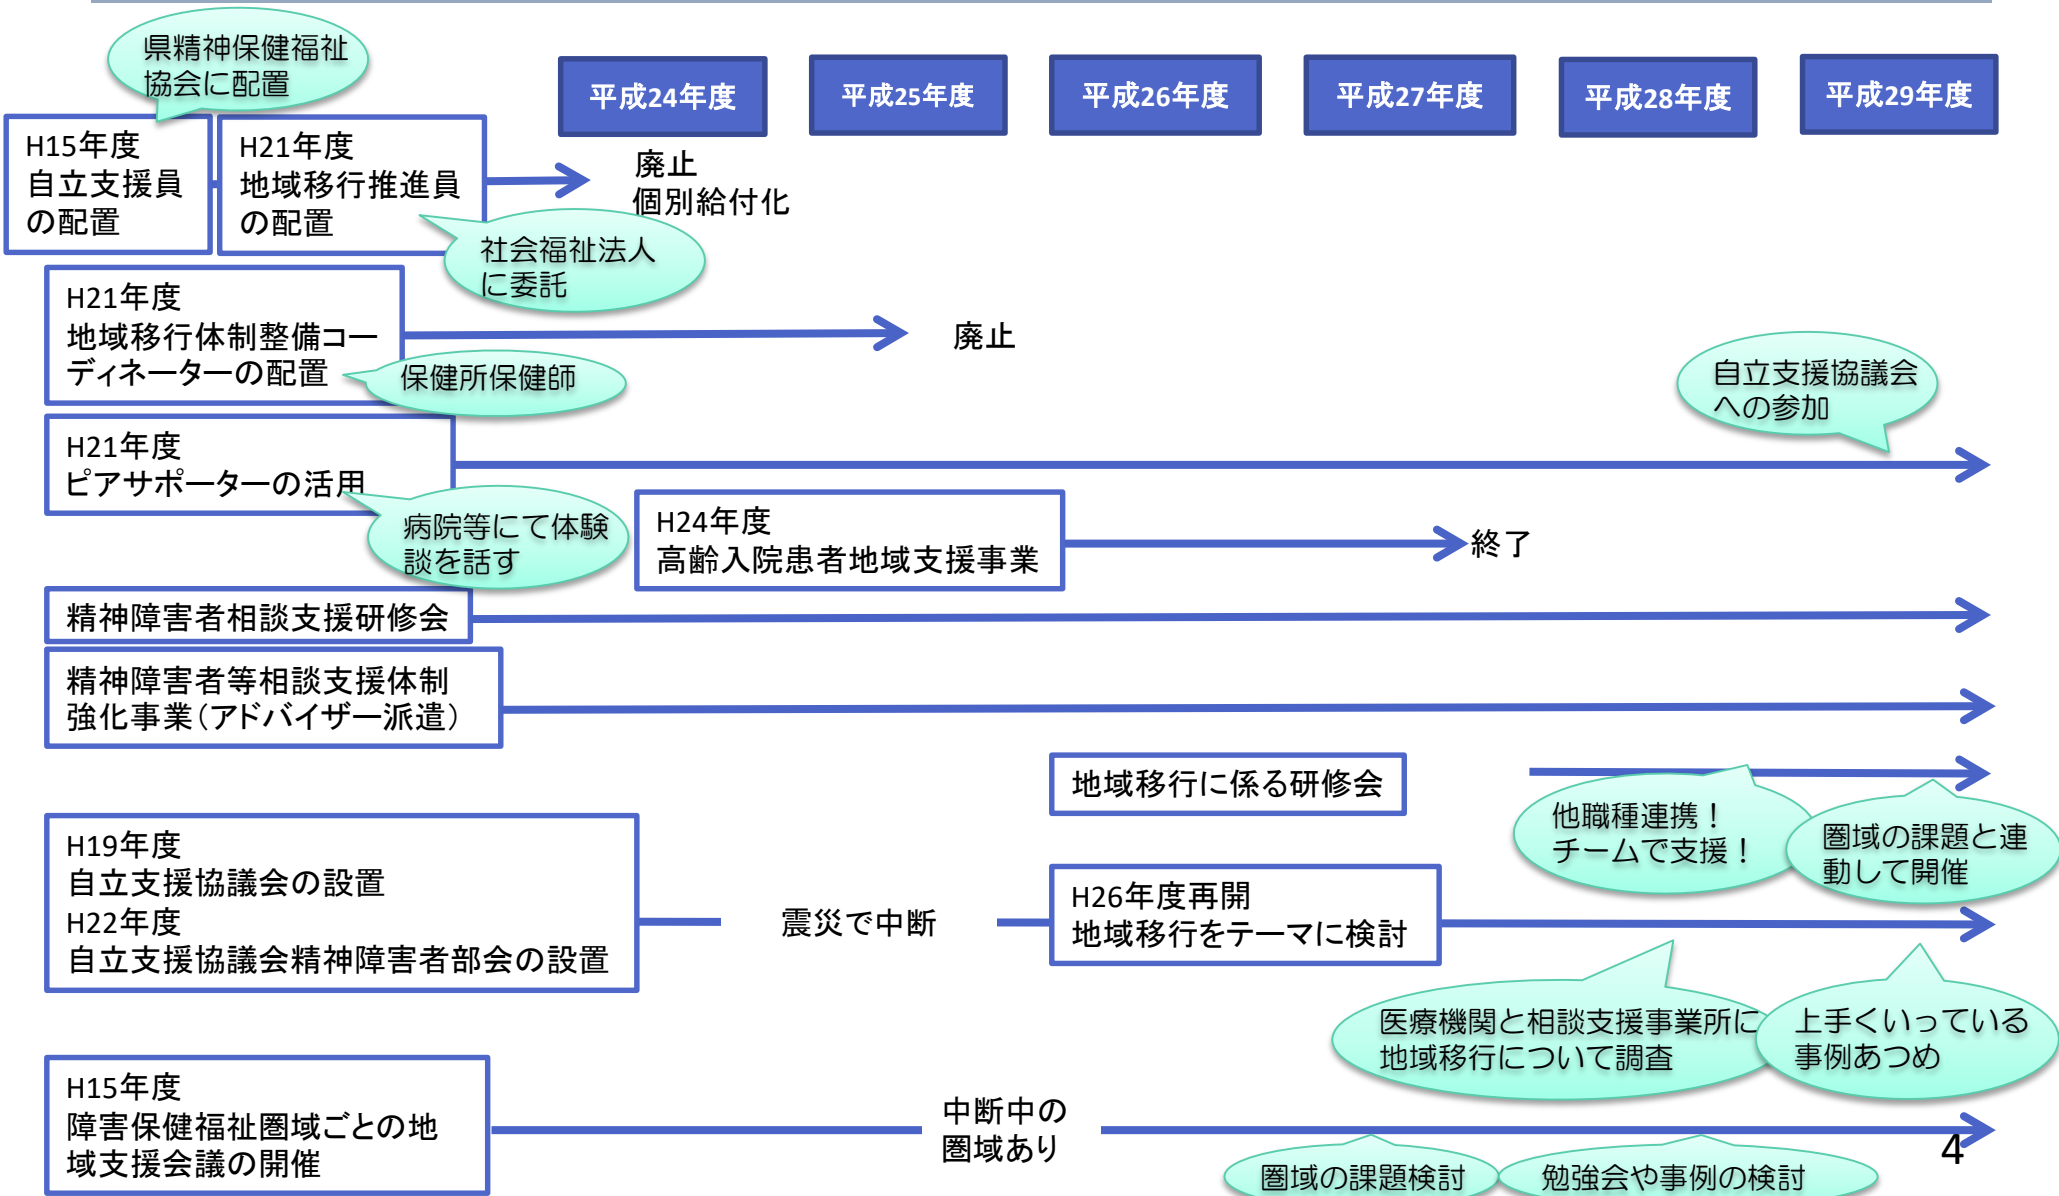 県精神保健福祉
協会に配置
平成24年度
平成25年度
平成26年度
平成27年度
平成28年度
平成29年度
H15年度
自立支援員
の配置
H21年度
地域移行推進員
の配置
廃止
個別給付化
社会福祉法人
に委託
H21年度
地域移行体制整備コー
ディネーターの配置
廃止
保健所保健師
自立支援協議会
への参加
H21年度
ピアサポーターの活用
病院等にて体験
談を話す
H24年度
高齢入院患者地域支援事業
終了
精神障害者相談支援研修会
精神障害者等相談支援体制
強化事業（アドバイザー派遣）
地域移行に係る研修会
他職種連携！
チームで支援！
圏域の課題と連
動して開催
H19年度
自立支援協議会の設置
H22年度
自立支援協議会精神障害者部会の設置
震災で中断
H26年度再開
地域移行をテーマに検討
医療機関と相談支援事業所に
地域移行について調査
上手くいっている
事例あつめ
H15年度
障害保健福祉圏域ごとの地
域支援会議の開催
中断中の
圏域あり
圏域の課題検討
勉強会や事例の検討
4